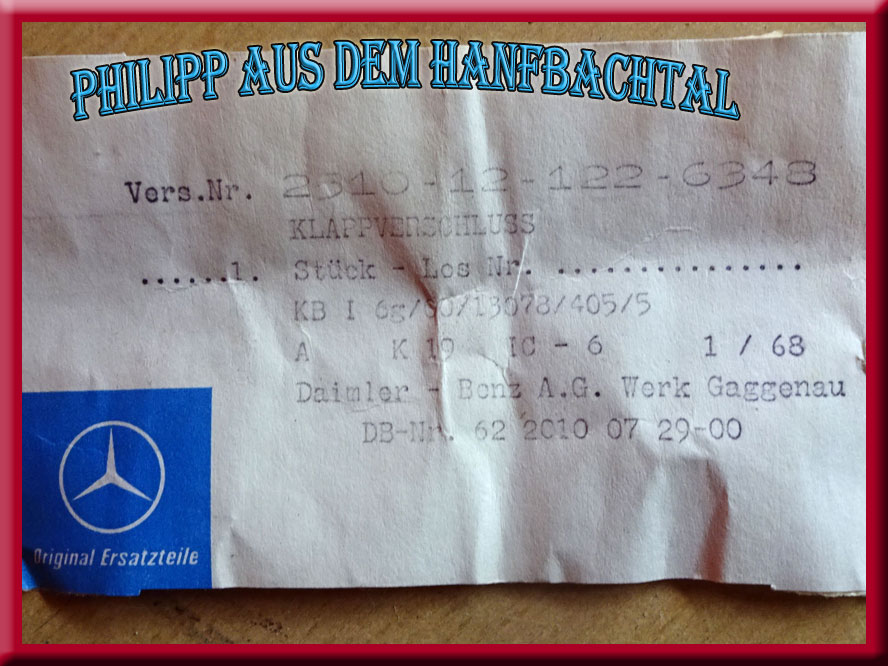 PHILIPP AUS DEM HANFBACHTAL
Vers.Nr. 2510-12-122-6348
KLAPPVERSCHLUSS
......1. Stück - Los Nr. ................
KB I 6g/60/13078/405/5
A K 19 IC - 6 1 / 68
Daimler - Benz A.G. Werk Gaggenau
DB-Nr. 62 2010 07 29-00
Original Ersatzteile